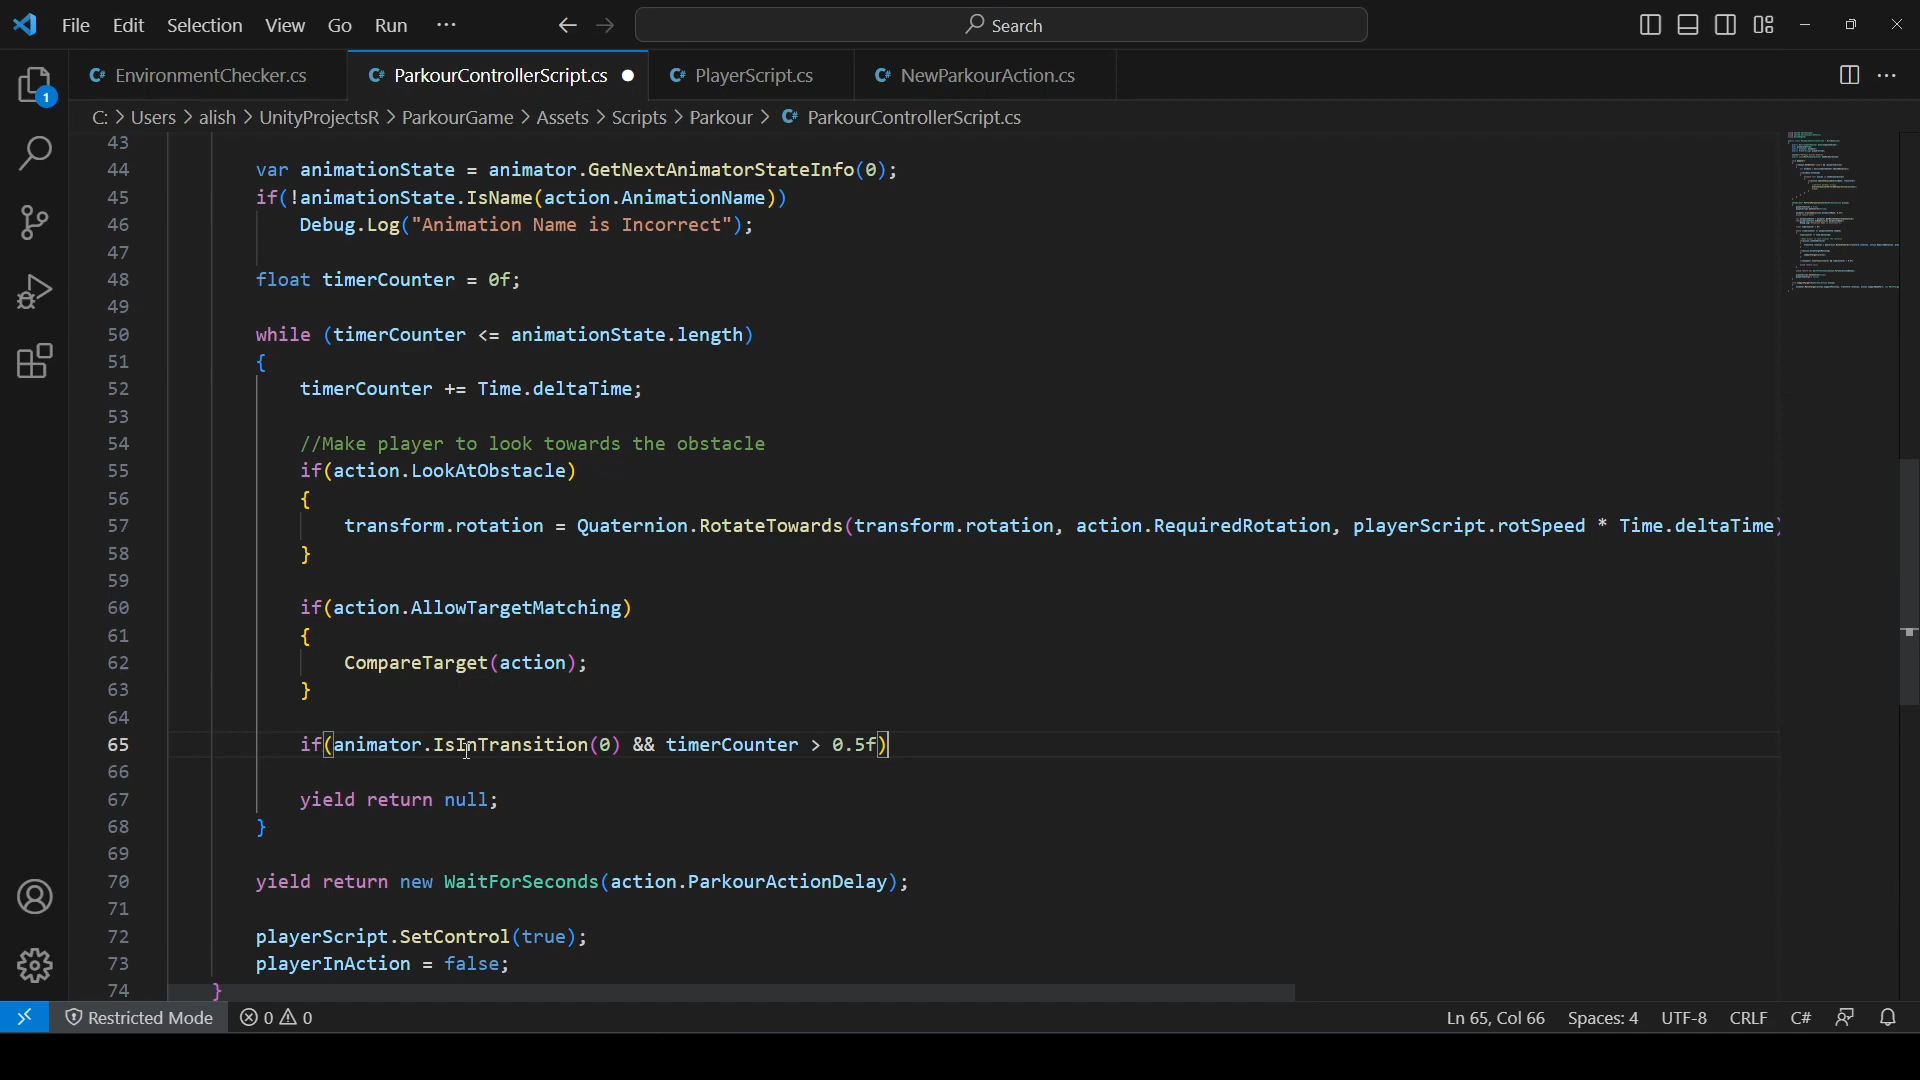 File Edit Selection View Go Run ··· Search
EnvironmentChecker.cs ParkourControllerScript.cs PlayerScript.cs NewParkourAction.cs
C: > Users > alish > UnityProjectsR > ParkourGame > Assets > Scripts > Parkour > ParkourControllerScript.cs
1
43
44 var animationState = animator.GetNextAnimatorStateInfo(0);
45 if(!animationState.IsName(action.AnimationName))
46 Debug.Log("Animation Name is Incorrect");
47
48 float timerCounter = 0f;
49
50 while (timerCounter <= animationState.length)
51 {
52 timerCounter += Time.deltaTime;
53
54 //Make player to look towards the obstacle
55 if(action.LookAtObstacle)
56 {
57 transform.rotation = Quaternion.RotateTowards(transform.rotation, action.RequiredRotation, playerScript.rotSpeed * Time.deltaTime)
58 }
59
60 if(action.AllowTargetMatching)
61 {
62 CompareTarget(action);
63 }
64
65 if(animator.IsInTransition(0) && timerCounter > 0.5f)
66
67 yield return null;
68 }
69
70 yield return new WaitForSeconds(action.ParkourActionDelay);
71
72 playerScript.SetControl(true);
73 playerInAction = false;
74 }
Restricted Mode 0 0 Ln 65, Col 66 Spaces: 4 UTF-8 CRLF C#